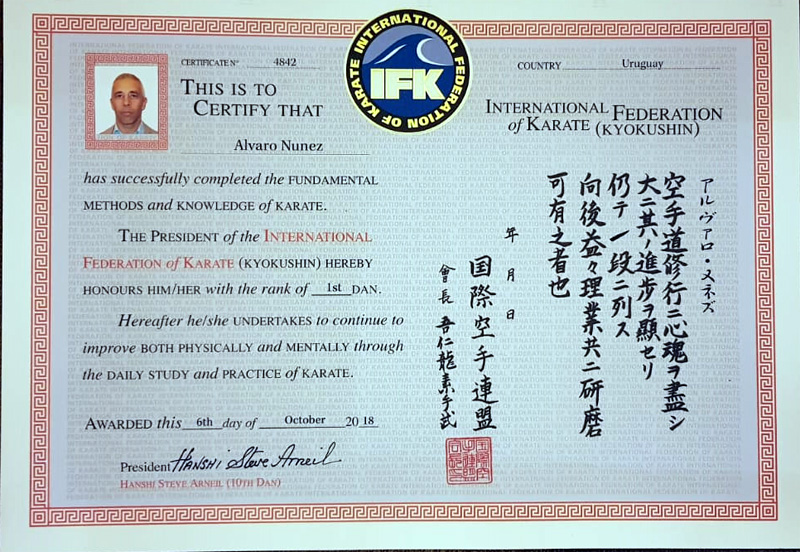 INTERNATIONAL FEDERATION OF KARATE
IFK
CERTIFICATE Nº 4842
COUNTRY Uruguay
THIS IS TO
CERTIFY THAT
Alvaro Nunez
INTERNATIONAL FEDERATION
of KARATE (KYOKUSHIN)
has successfully completed the FUNDAMENTAL
METHODS and KNOWLEDGE of KARATE.
THE PRESIDENT of the INTERNATIONAL
FEDERATION of KARATE (KYOKUSHIN) HEREBY
HONOURS HIM/HER with the rank of 1st DAN.
Hereafter he/she UNDERTAKES to continue to
improve BOTH PHYSICALLY and MENTALLY through
the DAILY STUDY and PRACTICE of KARATE.
AWARDED this 6th day of October 2018
President Hanshi Steve Arneil
HANSHI STEVE ARNEIL (10TH DAN)
アルヴァロ・ヌネズ
空手道修行ニ心魂ヲ盡シ
大ニ其ノ進歩ヲ顯セリ
仍テ一段ニ列ス
向後益々理業共ニ研磨
可有之者也
年月日
国際空手連盟
會長